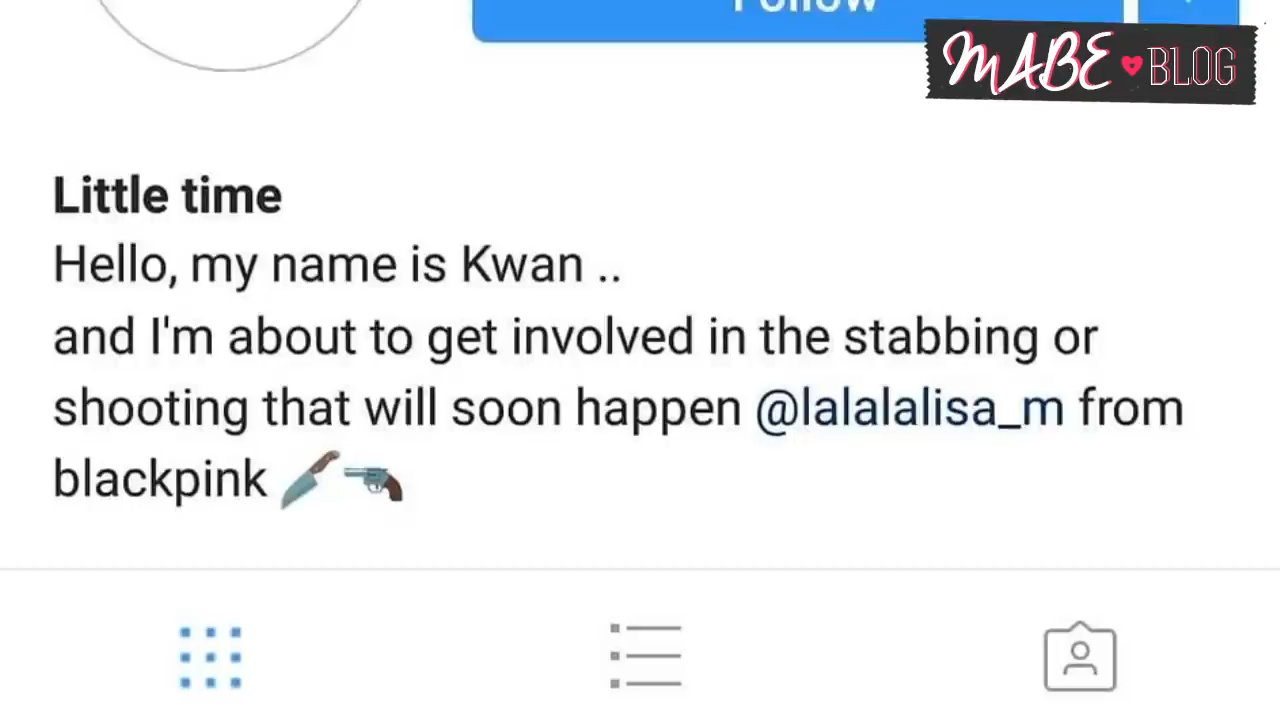 Follow
MABE BLOG
Little time
Hello, my name is Kwan ..
and I'm about to get involved in the stabbing or
shooting that will soon happen @lalalalisa_m from
blackpink